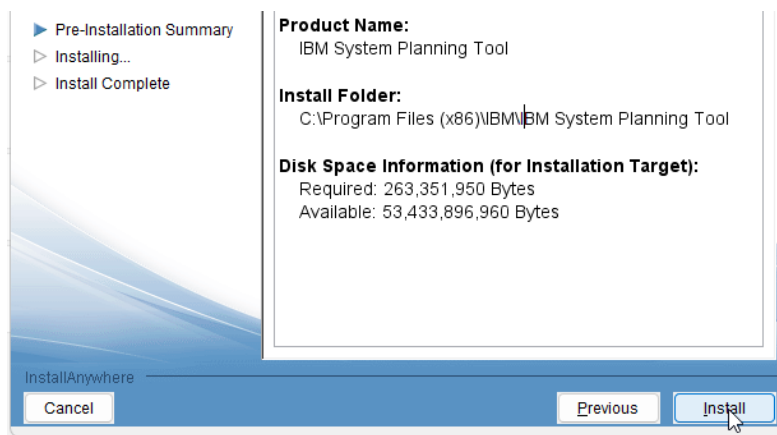 Pre-Installation Summary
Installing...
Install Complete
Product Name:
IBM System Planning Tool
Install Folder:
C:\Program Files (x86)\IBM\IBM System Planning Tool
Disk Space Information (for Installation Target):
Required: 263,351,950 Bytes
Available: 53,433,896,960 Bytes
InstallAnywhere
Cancel
Previous
Install